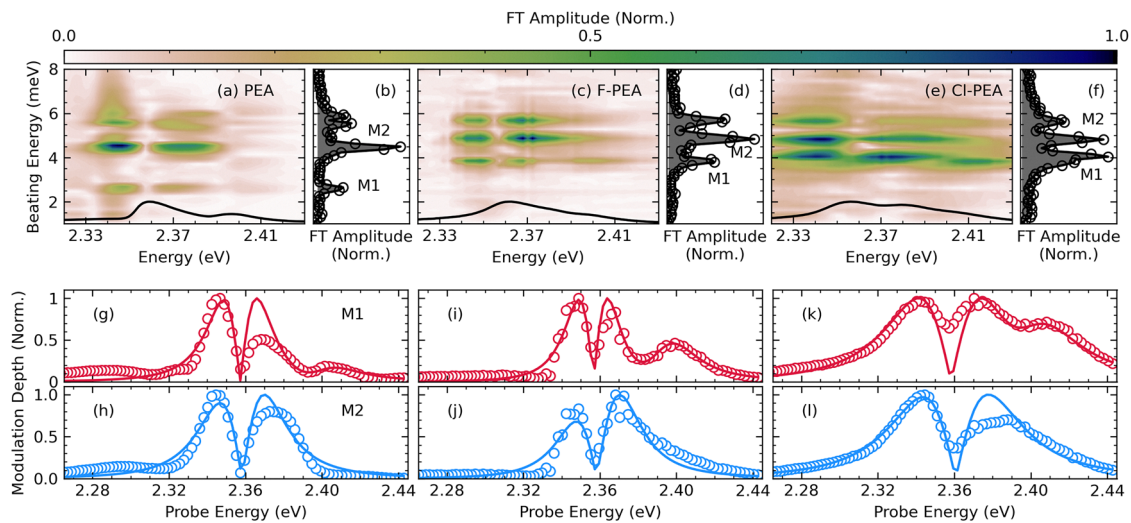 FT Amplitude (Norm.)
0.0 0.5 1.0
Beating Energy (meV)
8
6
4
2
(a) PEA
(b)
M2
M1
(c) F-PEA
(d)
M2
M1
(e) Cl-PEA
(f)
M2
M1
2.33 2.37 2.41
Energy (eV)
FT Amplitude
(Norm.)
2.33 2.37 2.41
Energy (eV)
FT Amplitude
(Norm.)
2.33 2.37 2.41
Energy (eV)
FT Amplitude
(Norm.)
Modulation Depth (Norm.)
1
0.5
0
(g) M1
(i)
(k)
1.0
0.5
0.0
(h) M2
(j)
(l)
2.28 2.32 2.36 2.40 2.44
Probe Energy (eV)
2.28 2.32 2.36 2.40 2.44
Probe Energy (eV)
2.28 2.32 2.36 2.40 2.44
Probe Energy (eV)